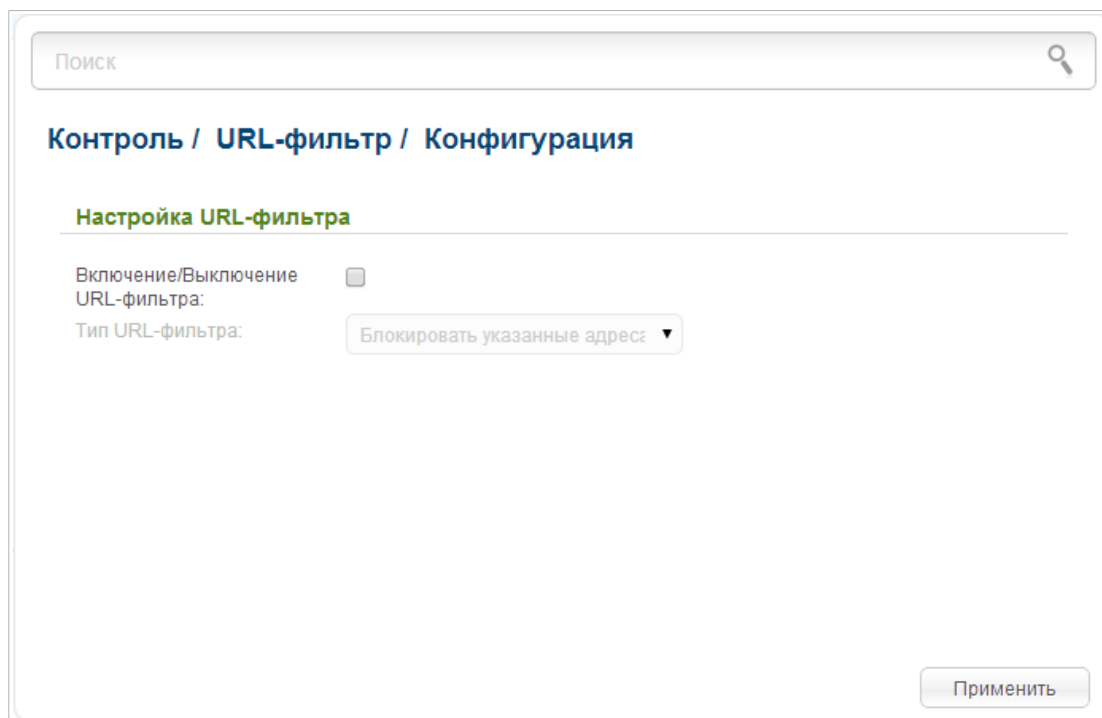 Поиск
Контроль / URL-фильтр / Конфигурация
Настройка URL-фильтра
Включение/Выключение
URL-фильтра:
Тип URL-фильтра:
Блокировать указанные адреса
Применить